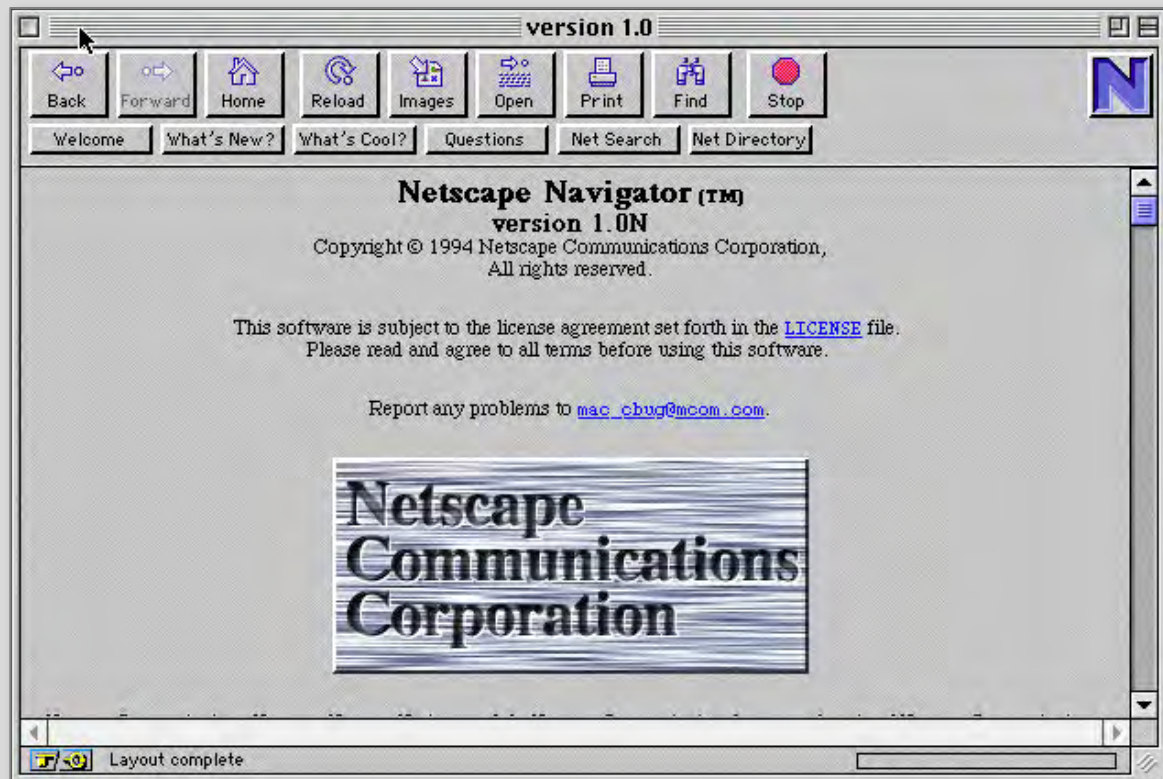 version 1.0
Back Forward Home Reload Images Open Print Find Stop
N
Welcome What's New? What's Cool? Questions Net Search Net Directory
Netscape Navigator (TM)
version 1.0N
Copyright © 1994 Netscape Communications Corporation,
All rights reserved.
This software is subject to the license agreement set forth in the LICENSE file.
Please read and agree to all terms before using this software.
Report any problems to mac_cbug@mcom.com.
Netscape
Communications
Corporation
Layout complete